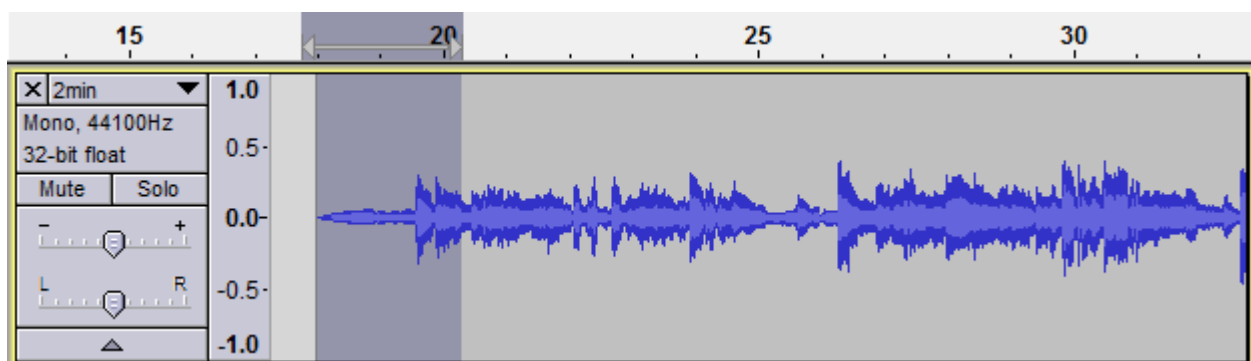 15 20 25 30
X 2min
Mono, 44100Hz
32-bit float
Mute Solo
- +
L R
1.0
0.5-
0.0-
-0.5-
-1.0